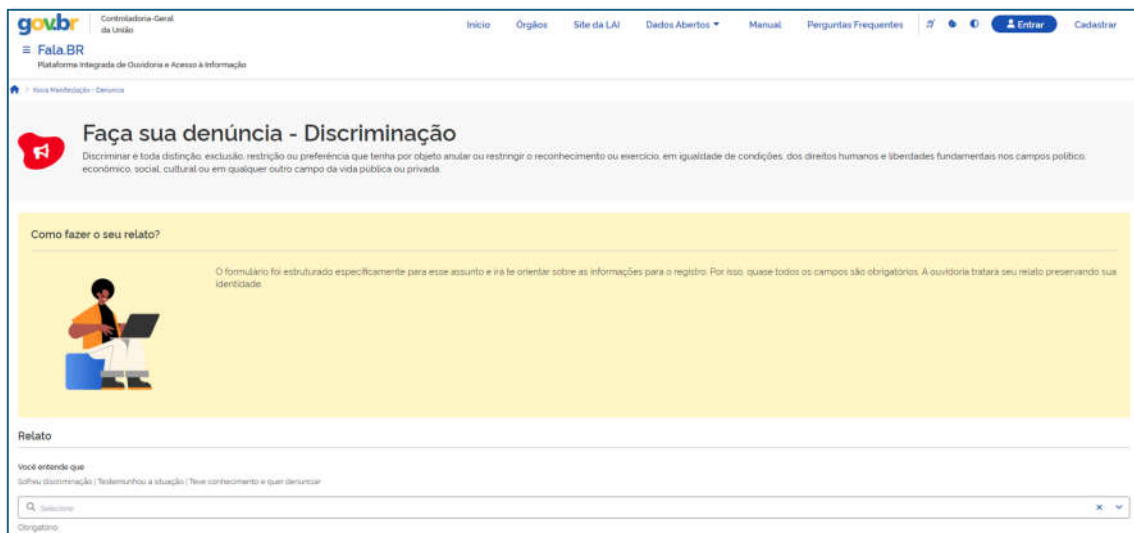 gov.br
Controladoria-Geral
da União
Início Órgãos Site da LAI Dados Abertos Manual Perguntas Frequentes Entrar Cadastrar
Fala.BR
Plataforma Integrada de Ouvidoria e Acesso à Informação
Nova Manifestação - Denúncia
Faça sua denúncia - Discriminação
Discriminar é toda distinção, exclusão, restrição ou preferência que tenha por objeto anular ou restringir o reconhecimento ou exercício, em igualdade de condições, dos direitos humanos e liberdades fundamentais nos campos político,
econômico, social, cultural ou em qualquer outro campo da vida pública ou privada.
Como fazer o seu relato?
O formulário foi estruturado especificamente para esse assunto e irá te orientar sobre as informações para o registro. Por isso, quase todos os campos são obrigatórios. A ouvidoria tratará seu relato preservando sua
identidade.
Relato
Você entende que
Sofreu discriminação | Testemunhou a situação | Teve conhecimento e quer denunciar
Selecione
Obrigatório